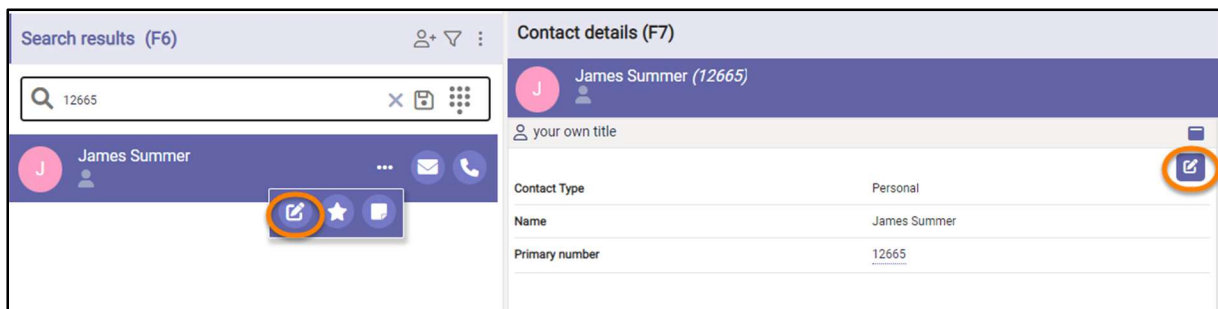 Search results (F6)
12665
J
James Summer
Contact details (F7)
J
James Summer (12665)
your own title
Contact Type Personal
Name James Summer
Primary number 12665